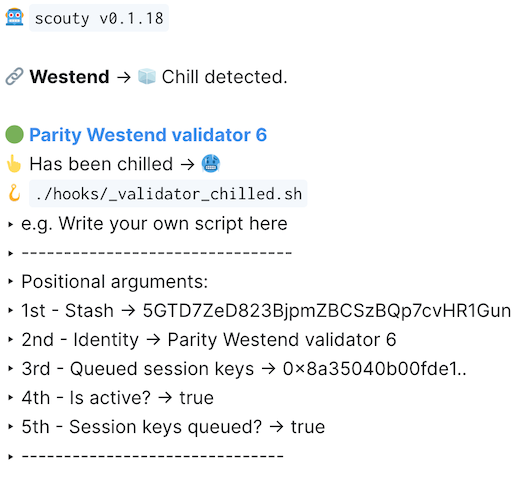 scouty v0.1.18
Westend → Chill detected.
Parity Westend validator 6
Has been chilled →
./hooks/_validator_chilled.sh
‣ e.g. Write your own script here
‣ --------------------------------
‣ Positional arguments:
‣ 1st - Stash → 5GTD7ZeD823BjpmZBCSzBQp7cvHR1Gun
‣ 2nd - Identity → Parity Westend validator 6
‣ 3rd - Queued session keys → 0x8a35040b00fde1..
‣ 4th - Is active? → true
‣ 5th - Session keys queued? → true
‣ -------------------------------